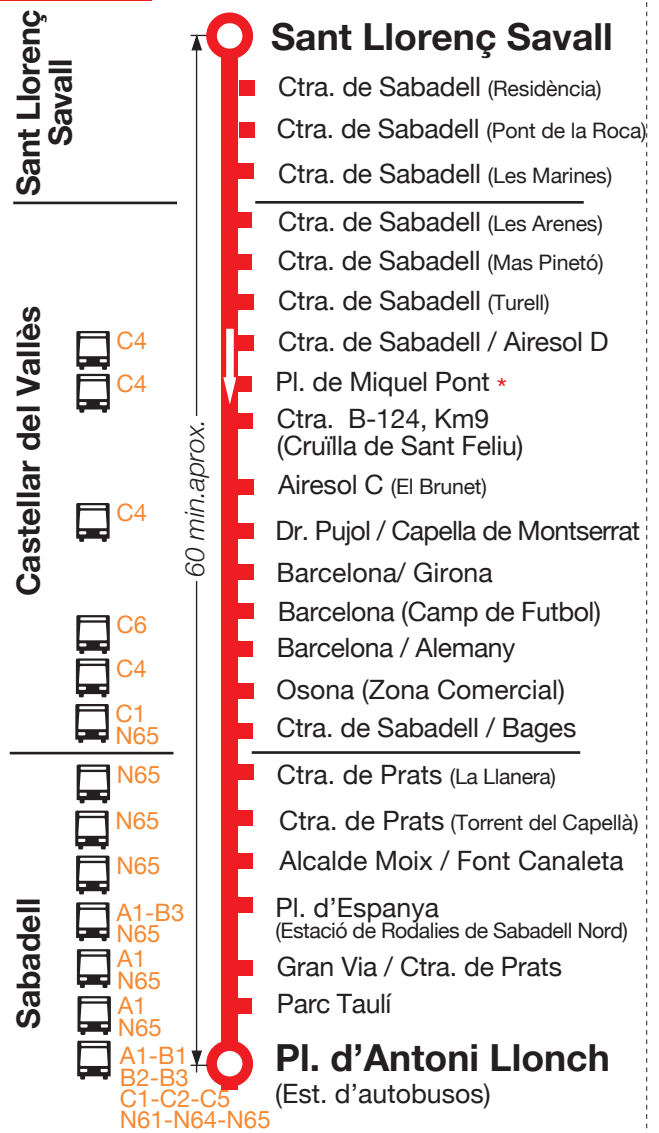 Sant Llorenç
Savall
Sant Llorenç Savall
Ctra. de Sabadell (Residència)
Ctra. de Sabadell (Pont de la Roca)
Ctra. de Sabadell (Les Marines)
Castellar del Vallès
60 min.aprox.
Ctra. de Sabadell (Les Arenes)
Ctra. de Sabadell (Mas Pinetó)
Ctra. de Sabadell (Turell)
C4 Ctra. de Sabadell / Airesol D
C4 Pl. de Miquel Pont *
Ctra. B-124, Km9
(Cruïlla de Sant Feliu)
Airesol C (El Brunet)
C4 Dr. Pujol / Capella de Montserrat
Barcelona/ Girona
Barcelona (Camp de Futbol)
C6 Barcelona / Alemany
C4 Osona (Zona Comercial)
C1
N65 Ctra. de Sabadell / Bages
Sabadell
N65 Ctra. de Prats (La Llanera)
N65 Ctra. de Prats (Torrent del Capellà)
N65 Alcalde Moix / Font Canaleta
A1-B3 Pl. d'Espanya
N65 (Estació de Rodalies de Sabadell Nord)
A1 Gran Via / Ctra. de Prats
N65
A1 Parc Taulí
N65
A1-B1 Pl. d'Antoni Llonch
B2-B3 (Est. d'autobusos)
C1-C2-C5
N61-N64-N65